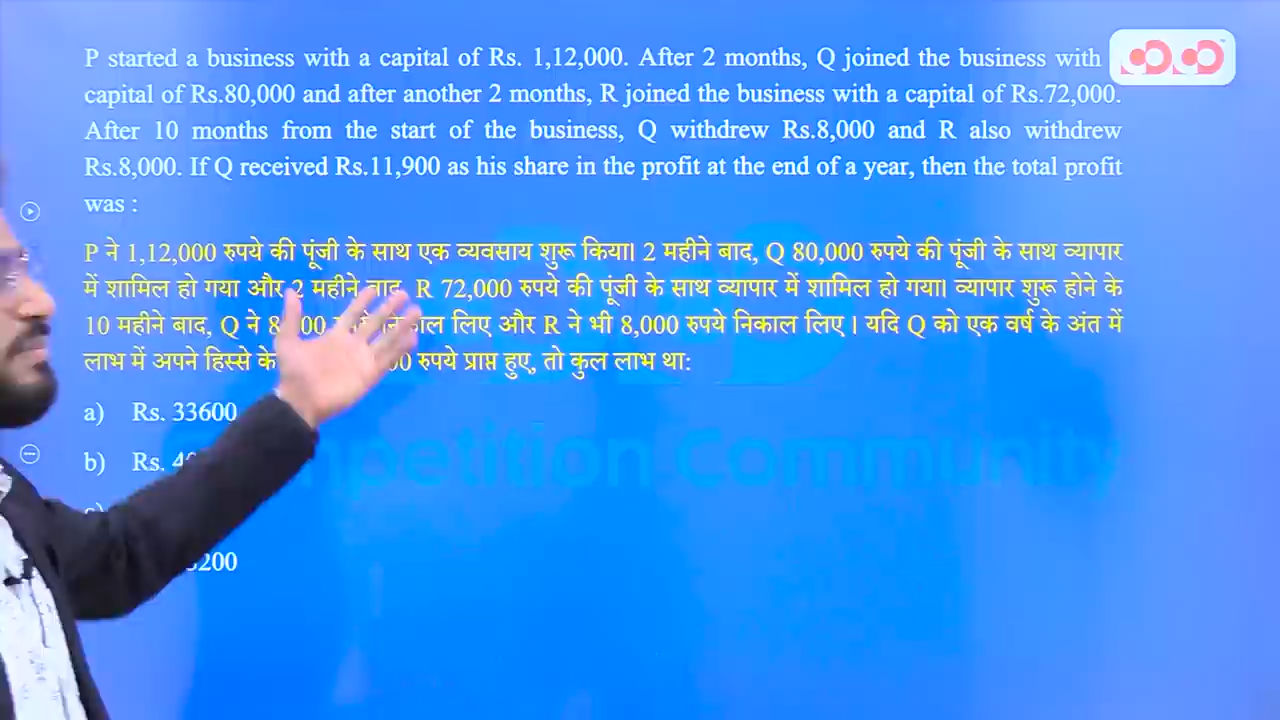 P started a business with a capital of Rs. 1,12,000. After 2 months, Q joined the business with
capital of Rs.80,000 and after another 2 months, R joined the business with a capital of Rs.72,000.
After 10 months from the start of the business, Q withdrew Rs.8,000 and R also withdrew
Rs.8,000. If Q received Rs.11,900 as his share in the profit at the end of a year, then the total profit
was :
P ने 1,12,000 रुपये की पूंजी के साथ एक व्यवसाय शुरू किया। 2 महीने बाद, Q 80,000 रुपये की पूंजी के साथ व्यापार
में शामिल हो गया और 2 महीने बाद, R 72,000 रुपये की पूंजी के साथ व्यापार में शामिल हो गया। व्यापार शुरू होने के
10 महीने बाद, Q ने लिए और R ने भी 8,000 रुपये निकाल लिए। यदि Q को एक वर्ष के अंत में
लाभ में अपने हिस्से के रुपये प्राप्त हुए, तो कुल लाभ था:
a) Rs. 33600
b) Rs.
Community